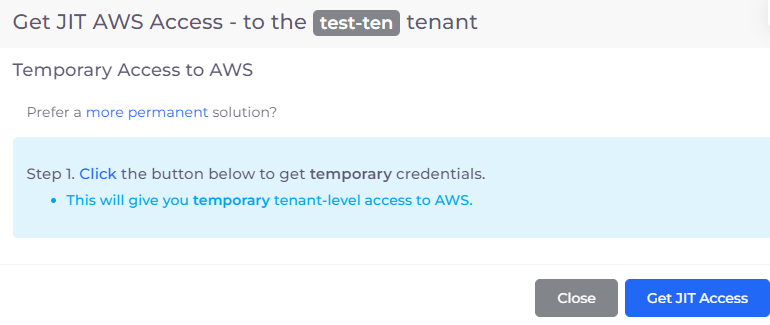 Get JIT AWS Access - to the test-ten tenant
Temporary Access to AWS
Prefer a more permanent solution?
Step 1. Click the button below to get temporary credentials.
• This will give you temporary tenant-level access to AWS.
Close Get JIT Access